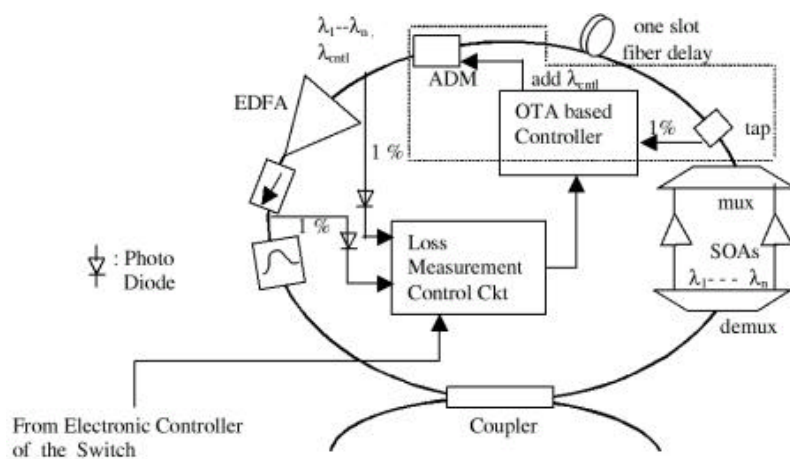 λ1--λn ,
λcntl
one slot
fiber delay
ADM
add λcntl
EDFA
OTA based
Controller
1%
tap
1 %
mux
1 %
Loss
Measurement
Control Ckt
SOAs
λ1- - - λn
: Photo
Diode
demux
From Electronic Controller
of the Switch
Coupler